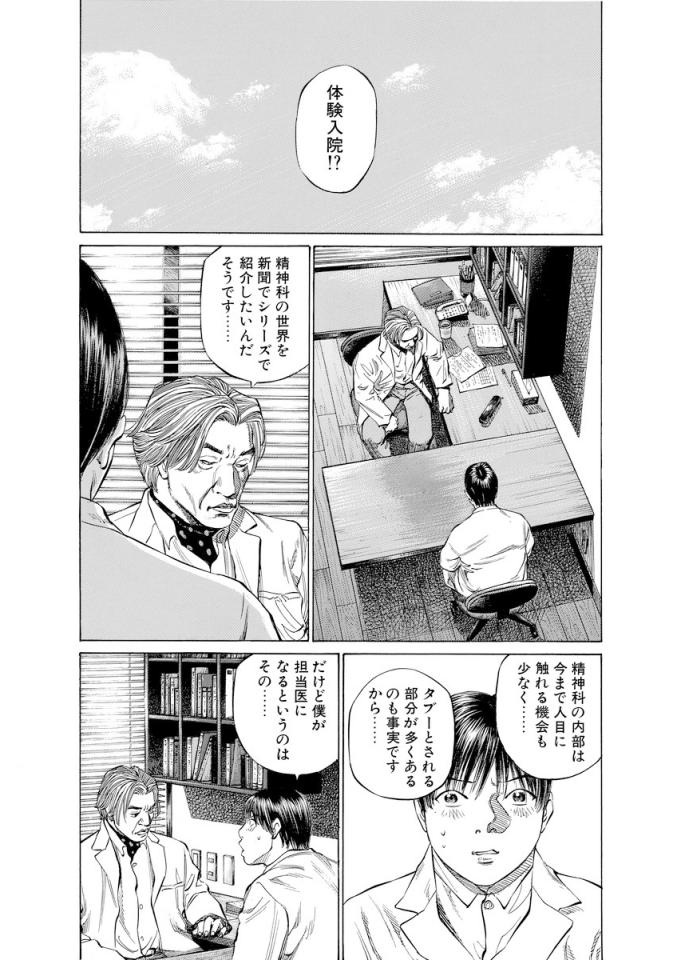 体験入院!?
精神科の世界を
新聞でシリーズで
紹介したいんだ
そうです……
精神科の内部は
今まで人目に
触れる機会も
少なく……
タブーとされる
部分が多くある
のも事実です
から……
だけど僕が
担当医に
なるというのは
その……